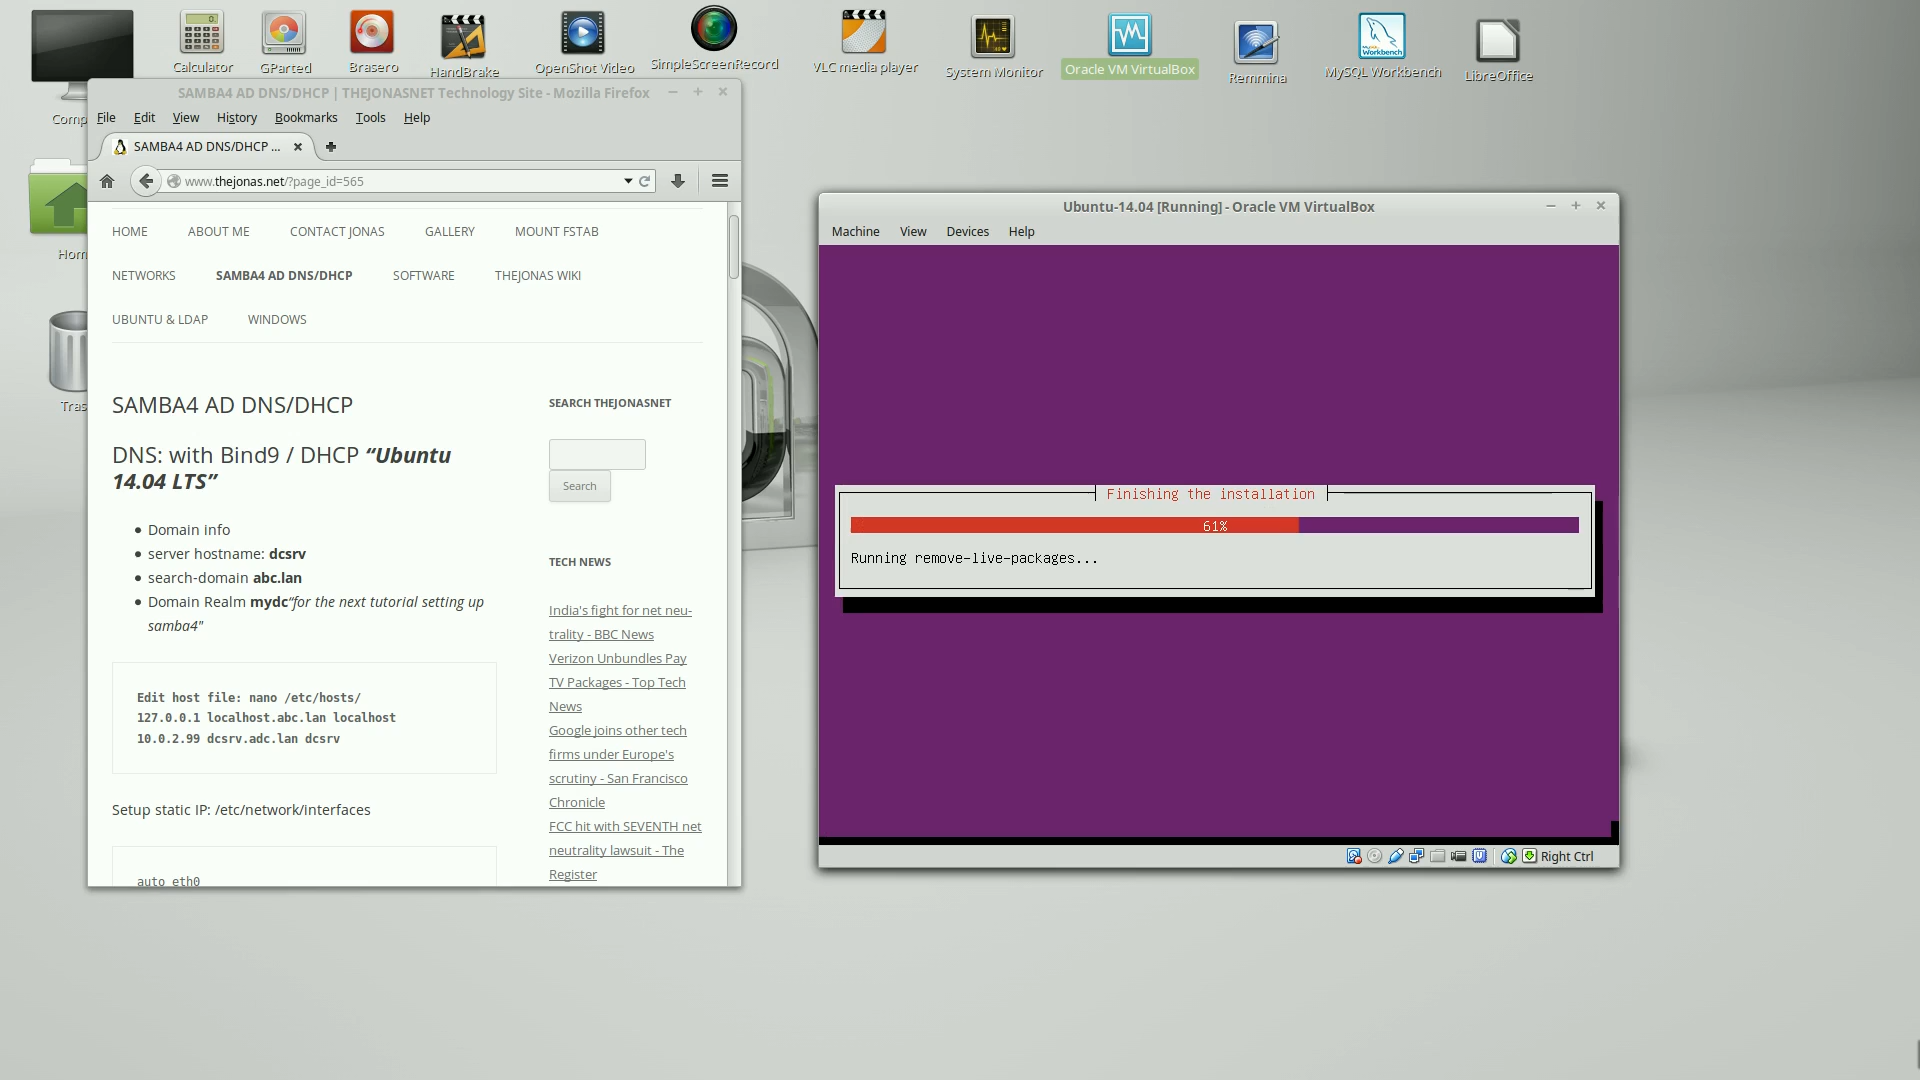 Calculator
GParted
Brasero
HandBrake
OpenShot Video
SimpleScreenRecord
VLC media player
System Monitor
Oracle VM VirtualBox
Remmina
MySQL Workbench
LibreOffice
Comp
Hom
Tras
SAMBA4 AD DNS/DHCP | THEJONASNET Technology Site - Mozilla Firefox
File Edit View History Bookmarks Tools Help
SAMBA4 AD DNS/DHCP ...
www.thejonas.net/?page_id=565
HOME ABOUT ME CONTACT JONAS GALLERY MOUNT FSTAB
NETWORKS SAMBA4 AD DNS/DHCP SOFTWARE THEJONAS WIKI
UBUNTU & LDAP WINDOWS
SAMBA4 AD DNS/DHCP
DNS: with Bind9 / DHCP “Ubuntu
14.04 LTS”
Domain info
server hostname: dcsrv
search-domain abc.lan
Domain Realm mydc“for the next tutorial setting up
samba4"
Edit host file: nano /etc/hosts/
127.0.0.1 localhost.abc.lan localhost
10.0.2.99 dcsrv.adc.lan dcsrv
Setup static IP: /etc/network/interfaces
auto eth0
SEARCH THEJONASNET
Search
TECH NEWS
India's fight for net neu-
trality - BBC News
Verizon Unbundles Pay
TV Packages - Top Tech
News
Google joins other tech
firms under Europe's
scrutiny - San Francisco
Chronicle
FCC hit with SEVENTH net
neutrality lawsuit - The
Register
Ubuntu-14.04 [Running] - Oracle VM VirtualBox
Machine View Devices Help
Finishing the installation
61%
Running remove-live-packages...
Right Ctrl